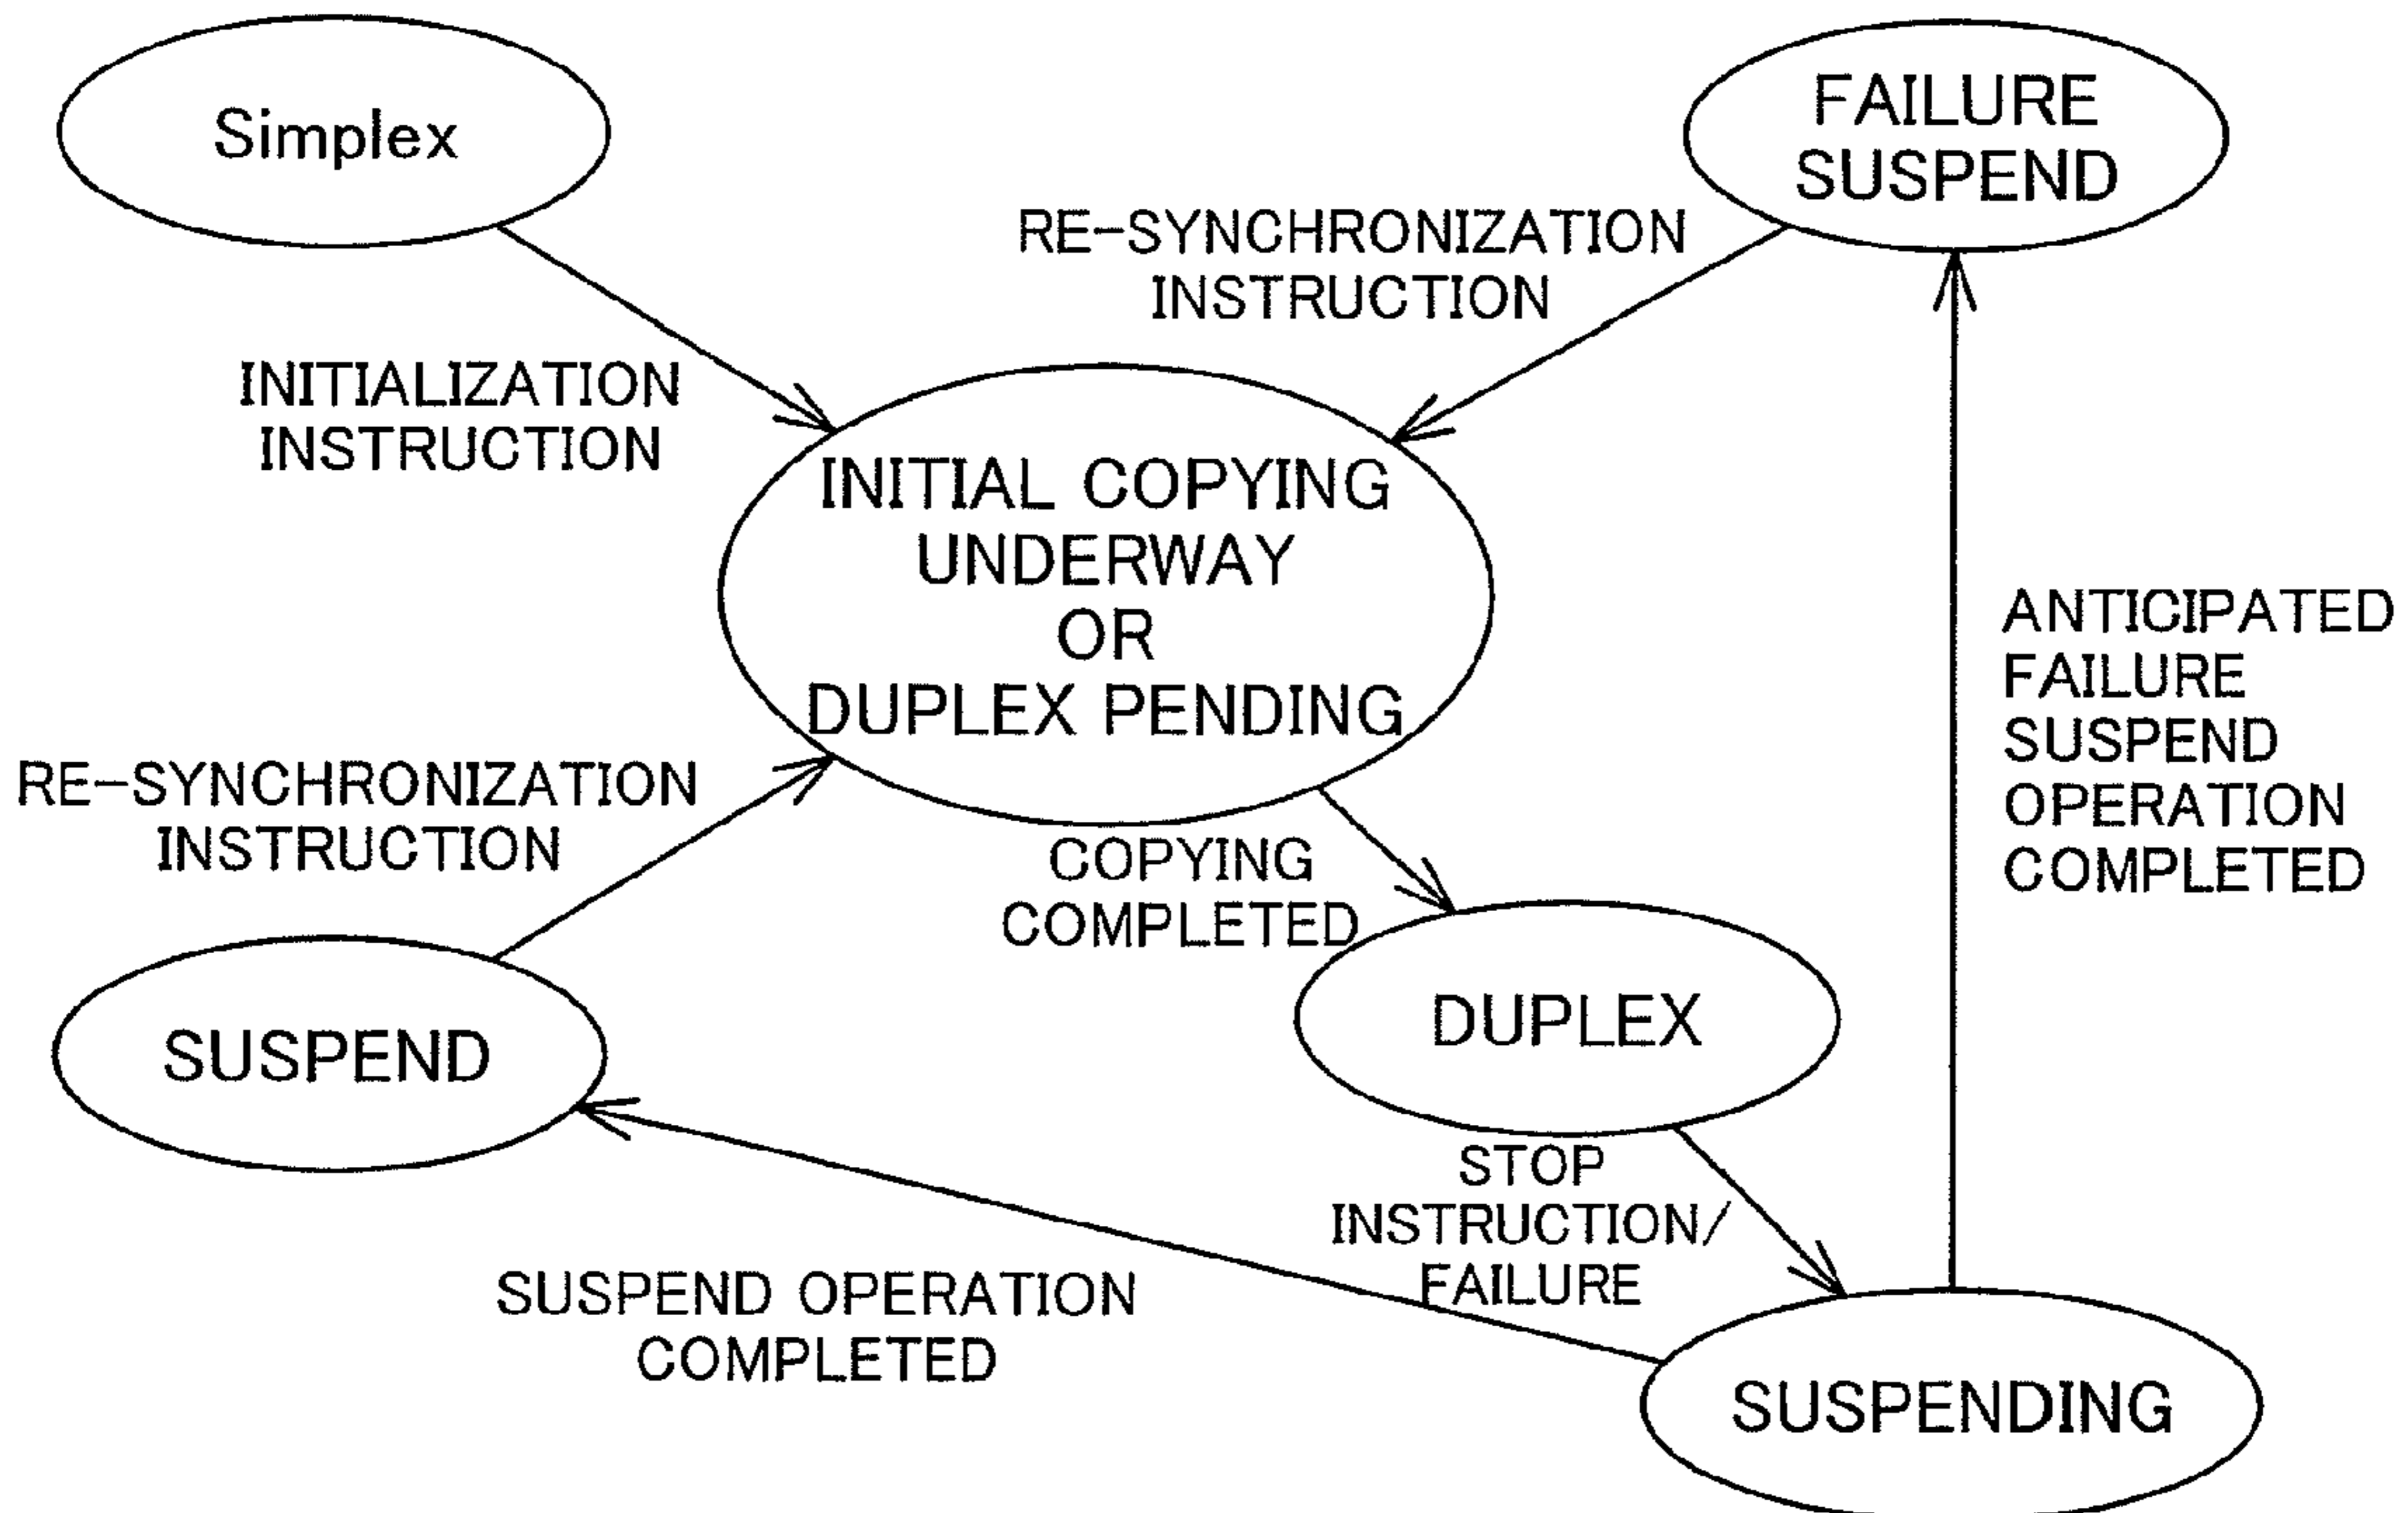 Simplex
FAILURE
SUSPEND
RE-SYNCHRONIZATION
INSTRUCTION
INITIALIZATION
INSTRUCTION
INITIAL COPYING
UNDERWAY
OR
DUPLEX PENDING
ANTICIPATED
FAILURE
SUSPEND
OPERATION
COMPLETED
RE-SYNCHRONIZATION
INSTRUCTION
COPYING
COMPLETED
SUSPEND
DUPLEX
STOP
INSTRUCTION/
FAILURE
SUSPEND OPERATION
COMPLETED
SUSPENDING